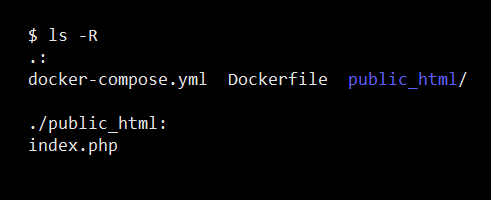 $ ls -R
.:
docker-compose.yml  Dockerfile  public_html/

./public_html:
index.php